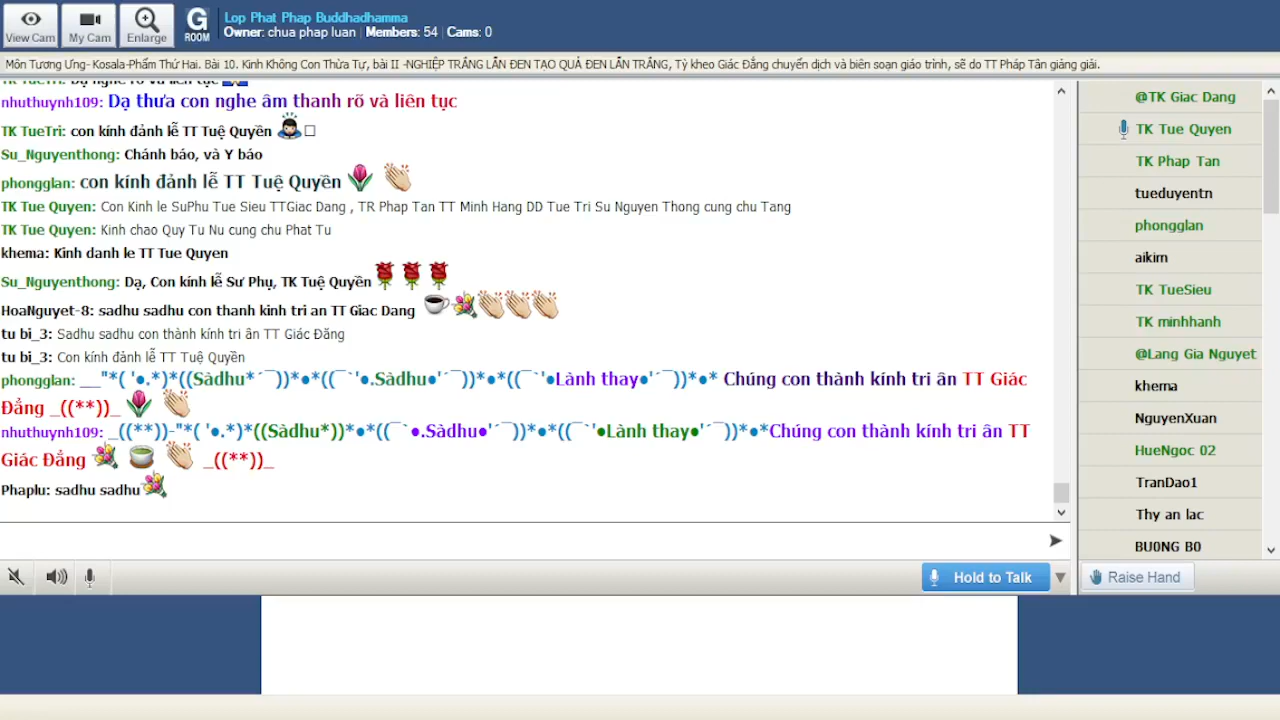 Lop Phat Phap Buddhadhamma
Owner: chua phap luan | Members: 54 | Cams: 0
View Cam My Cam Enlarge G ROOM
Môn Tương Ưng- Kosala-Phẩm Thứ Hai. Bài 10. Kinh Không Con Thừa Tự, bài II -NGHIỆP TRẮNG LẪN ĐEN TẠO QUẢ ĐEN LẪN TRẮNG, Tỳ kheo Giác Đẳng chuyển dịch và biên soạn giáo trình, sẽ do TT Pháp Tân giảng giải.
TK TueTri: Dạ nghe rõ và liên tục
nhuthuynh109: Dạ thưa con nghe âm thanh rõ và liên tục
TK TueTri: con kính đảnh lễ TT Tuệ Quyền
Su_Nguyenthong: Chánh báo, và Y báo
phongglan: con kính đảnh lễ TT Tuệ Quyền
TK Tue Quyen: Con Kinh le SuPhu Tue Sieu TTGiac Dang , TR Phap Tan TT Minh Hang DD Tue Tri Su Nguyen Thong cung chu Tang
TK Tue Quyen: Kinh chao Quy Tu Nu cung chu Phat Tu
khema: Kinh danh le TT Tue Quyen
Su_Nguyenthong: Dạ, Con kính lễ Sư Phụ, TK Tuệ Quyền
HoaNguyet-8: sadhu sadhu con thanh kinh tri an TT Giac Dang
tu bi_3: Sadhu sadhu con thành kính tri ân TT Giác Đăng
tu bi_3: Con kính đảnh lễ TT Tuệ Quyền
phongglan: __"*( '●.*)*((Sàdhu*´¯))*●*((¯`'●.Sàdhu●'´¯))*●*((¯`'●Lành thay●'´¯))*●* Chúng con thành kính tri ân TT Giác
Đẳng _((**))_
nhuthuynh109: _((**))-"*( '●.*)*((Sàdhu*))*●*((¯`●.Sàdhu●'´¯))*●*((¯`'●Lành thay●'´¯))*●*Chúng con thành kính tri ân TT
Giác Đẳng _((**))_
Phaplu: sadhu sadhu
@TK Giac Dang
TK Tue Quyen
TK Phap Tan
tueduyentn
phongglan
aikim
TK TueSieu
TK minhhanh
@Lang Gia Nguyet
khema
NguyenXuan
HueNgoc 02
TranDao1
Thy an lac
BU0NG B0
Hold to Talk
Raise Hand